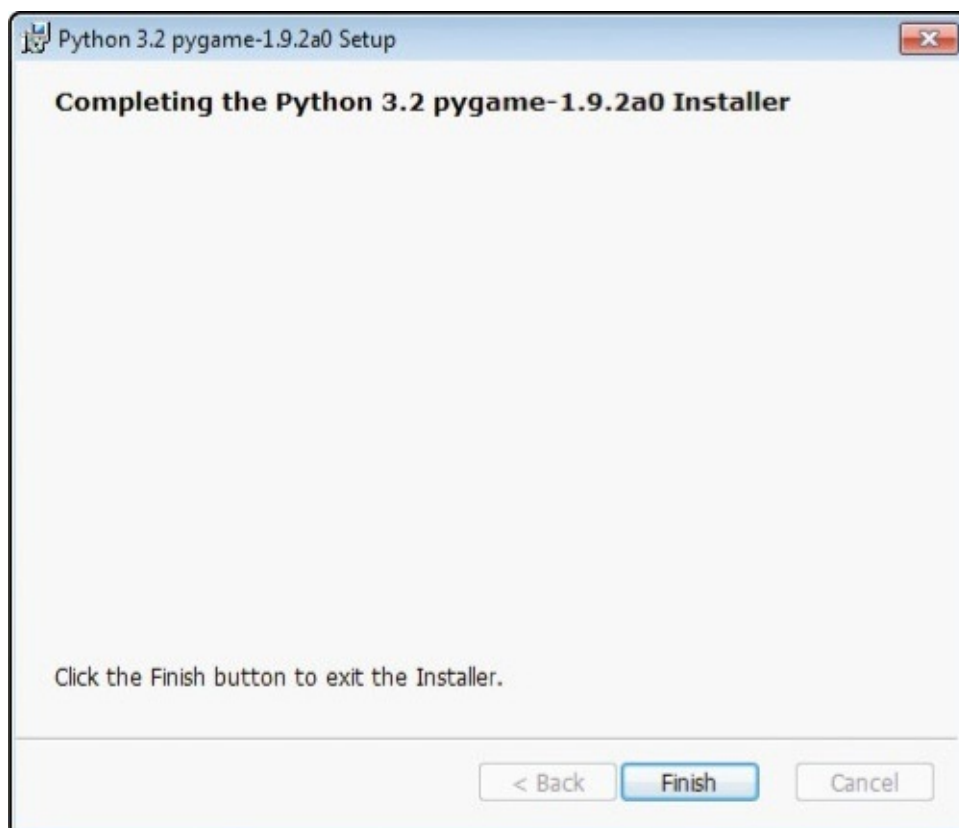 Python 3.2 pygame-1.9.2a0 Setup
Completing the Python 3.2 pygame-1.9.2a0 Installer
Click the Finish button to exit the Installer.
< Back Finish Cancel